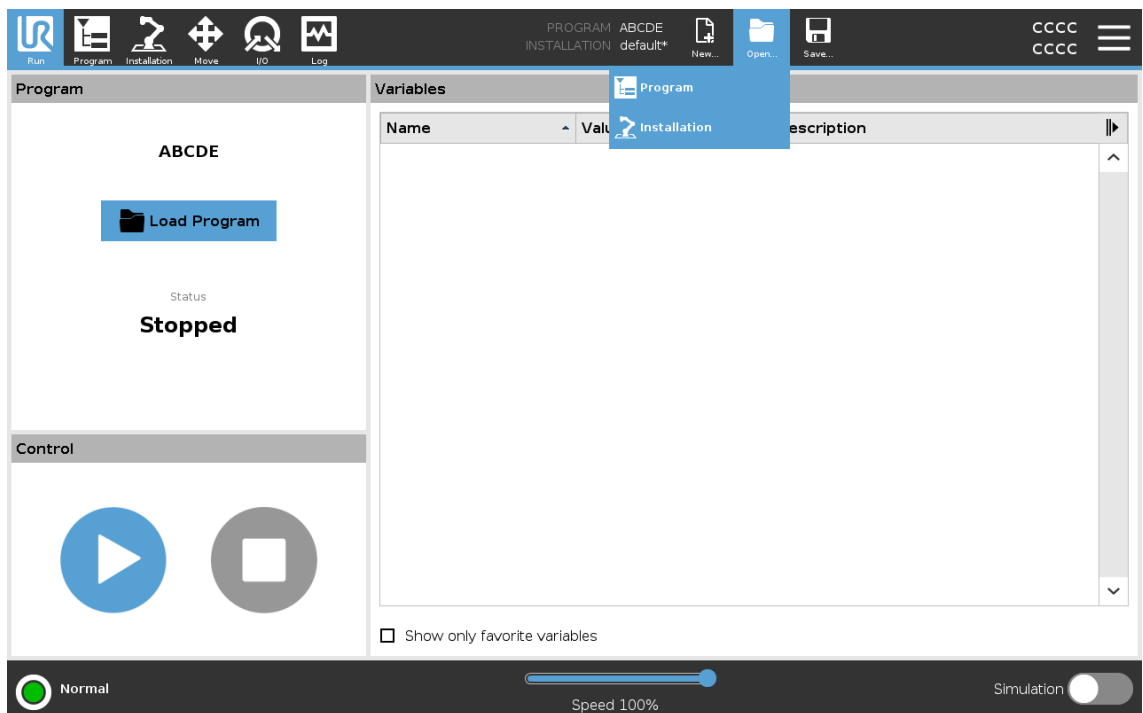 PROGRAM ABCDE
INSTALLATION default*
CCCC
CCCC
Run Program Installation Move I/O Log New... Open... Save...
Program
Variables
Program
Installation
Name
Valu
escription
ABCDE
Load Program
Status
Stopped
Control
Show only favorite variables
Normal
Speed 100%
Simulation